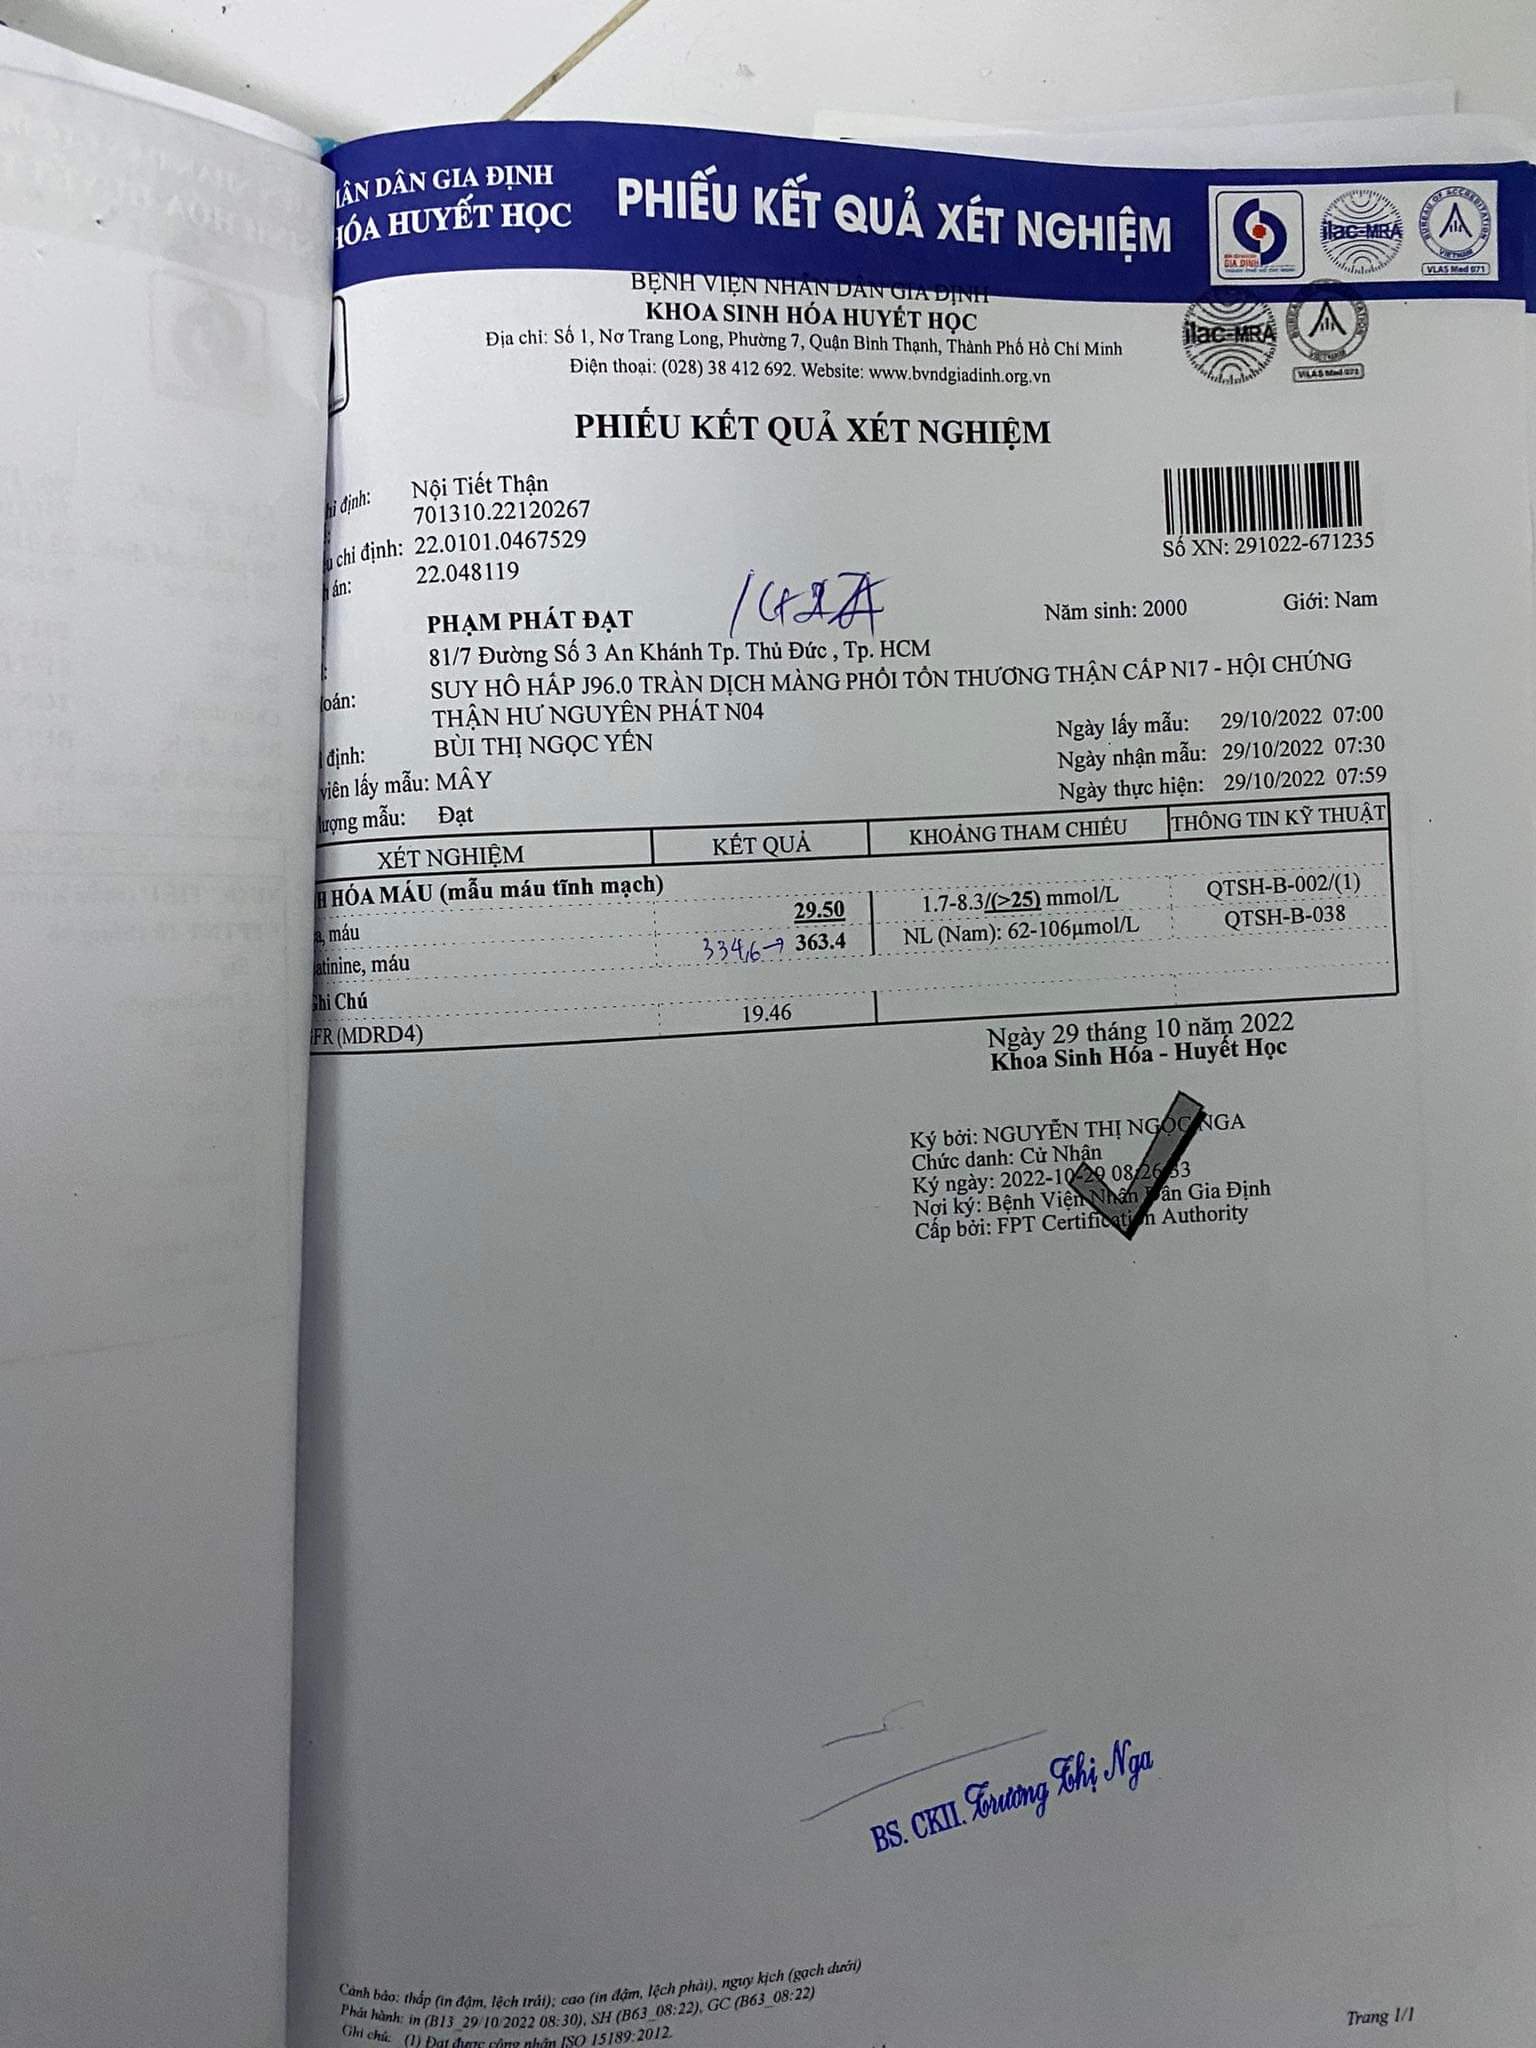 ÂN DÂN GIA ĐỊNH
HÓA HUYẾT HỌC
PHIẾU KẾT QUẢ XÉT NGHIỆM
GIA ĐỊNH
ilac-MRA
BUREAU OF ACCREDITATION
VIETNAM
VLAS Med 071
BỆNH VIỆN NHÂN DÂN GIA ĐỊNH
KHOA SINH HÓA HUYẾT HỌC
Địa chỉ: Số 1, Nơ Trang Long, Phường 7, Quận Bình Thạnh, Thành Phố Hồ Chí Minh
Điện thoại: (028) 38 412 692. Website: www.bvndgiadinh.org.vn
ilac-MRA
VILAS Med 071
PHIẾU KẾT QUẢ XÉT NGHIỆM
định: Nội Tiết Thận
701310.22120267
chỉ định: 22.0101.0467529
án: 22.048119
Số XN: 291022-671235
PHẠM PHÁT ĐẠT Năm sinh: 2000 Giới: Nam
81/7 Đường Số 3 An Khánh Tp. Thủ Đức , Tp. HCM
oán: SUY HÔ HẤP J96.0 TRÀN DỊCH MÀNG PHỔI TỔN THƯƠNG THẬN CẤP N17 - HỘI CHỨNG
THẬN HƯ NGUYÊN PHÁT N04
định: BÙI THỊ NGỌC YẾN
viên lấy mẫu: MÂY
lượng mẫu: Đạt
Ngày lấy mẫu: 29/10/2022 07:00
Ngày nhận mẫu: 29/10/2022 07:30
Ngày thực hiện: 29/10/2022 07:59
XÉT NGHIỆM KẾT QUẢ KHOẢNG THAM CHIẾU THÔNG TIN KỸ THUẬT
H HÓA MÁU (mẫu máu tĩnh mạch)
, máu 29.50 1.7-8.3/(>25) mmol/L QTSH-B-002/(1)
atinine, máu 334,6 → 363.4 NL (Nam): 62-106µmol/L QTSH-B-038
Ghi Chú
FR (MDRD4) 19.46
Ngày 29 tháng 10 năm 2022
Khoa Sinh Hóa - Huyết Học
Ký bởi: NGUYỄN THỊ NGỌC NGA
Chức danh: Cử Nhân
Ký ngày: 2022-10-29 08:26:33
Nơi ký: Bệnh Viện Nhân Dân Gia Định
Cấp bởi: FPT Certification Authority
BS. CKII. Trương Thị Nga
Cảnh báo: thấp (in đậm, lệch trái); cao (in đậm, lệch phải), nguy kịch (gạch dưới)
Phát hành: in (B13_29/10/2022 08:30), SH (B63_08:22), GC (B63_08:22)
Ghi chú: (1) Đạt được công nhận ISO 15189:2012.
Trang 1/1